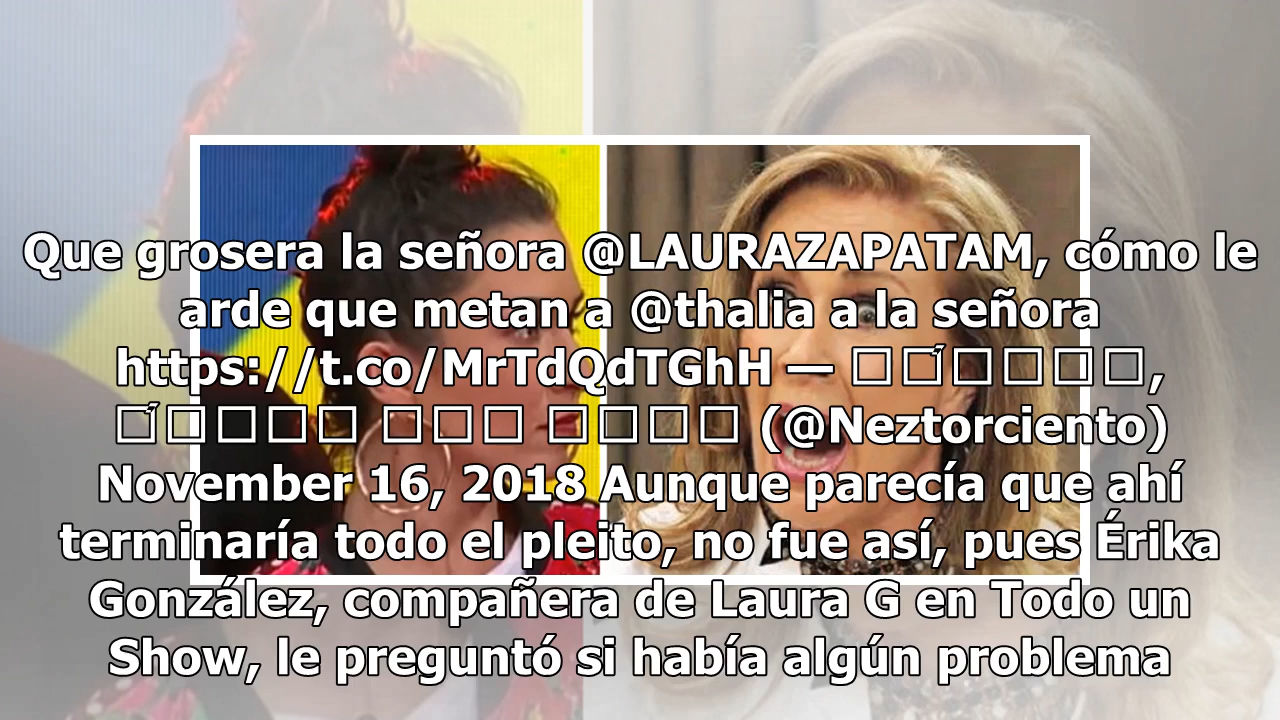 Que grosera la señora @LAURAZAPATAM, cómo le
arde que metan a @thalia a la señora
https://t.co/MrTdQdTGhH —
(@Neztorciento)
November 16, 2018 Aunque parecía que ahí
terminaría todo el pleito, no fue así, pues Érika
González, compañera de Laura G en Todo un
Show, le preguntó si había algún problema